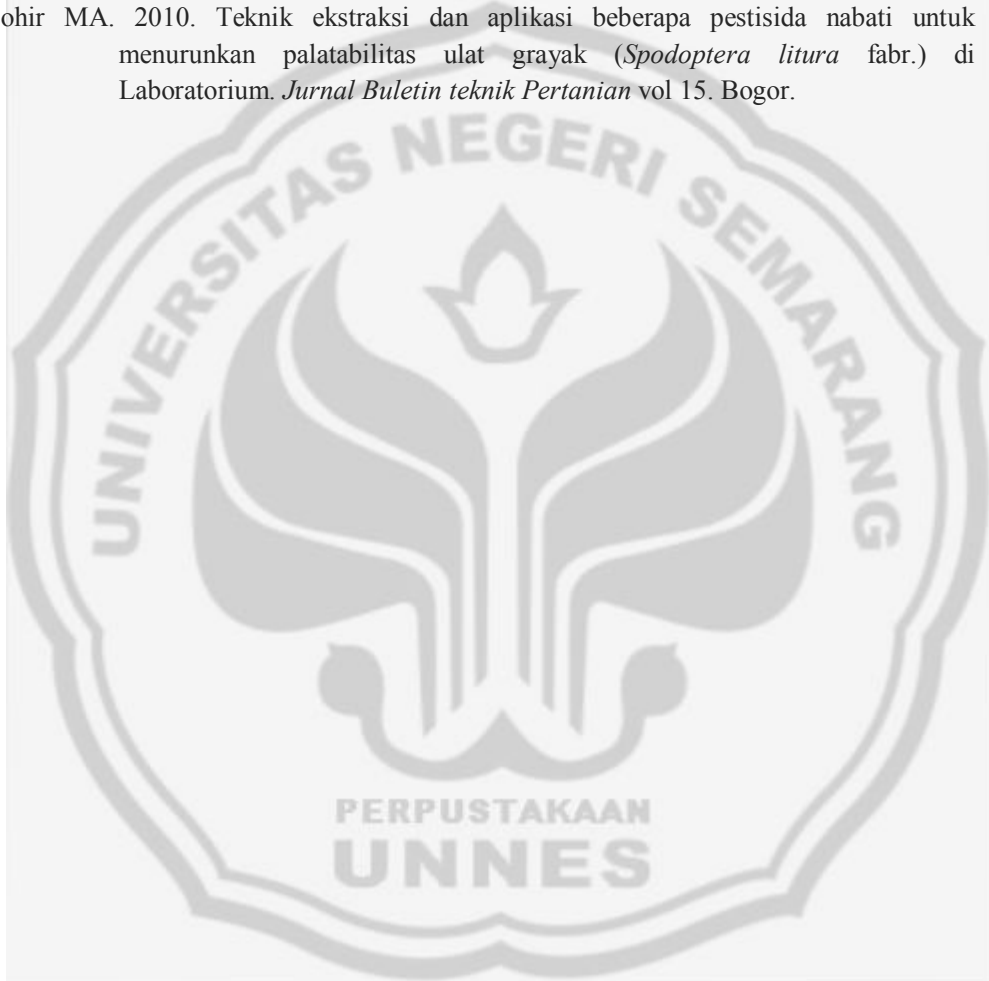 ohir MA. 2010. Teknik ekstraksi dan aplikasi beberapa pestisida nabati untuk
menurunkan palatabilitas ulat grayak (Spodoptera litura fabr.) di
Laboratorium. Jurnal Buletin teknik Pertanian vol 15. Bogor.
UNIVERSITAS NEGERI SEMARANG
PERPUSTAKAAN
UNNES